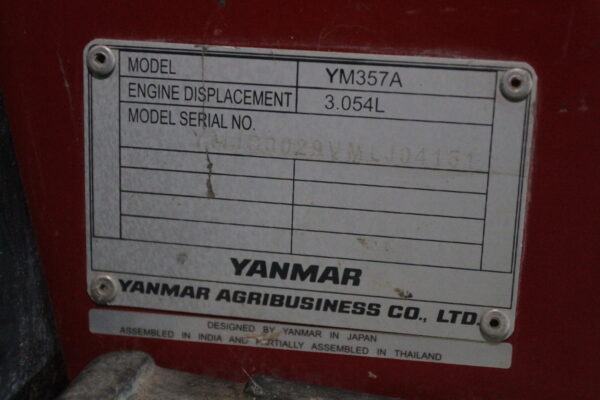 MODEL YM357A
ENGINE DISPLACEMENT 3.054L
MODEL SERIAL NO.
YANMAR
YANMAR AGRIBUSINESS CO., LTD.
DESIGNED BY YANMAR IN JAPAN
ASSEMBLED IN INDIA AND PARTIALLY ASSEMBLED IN THAILAND